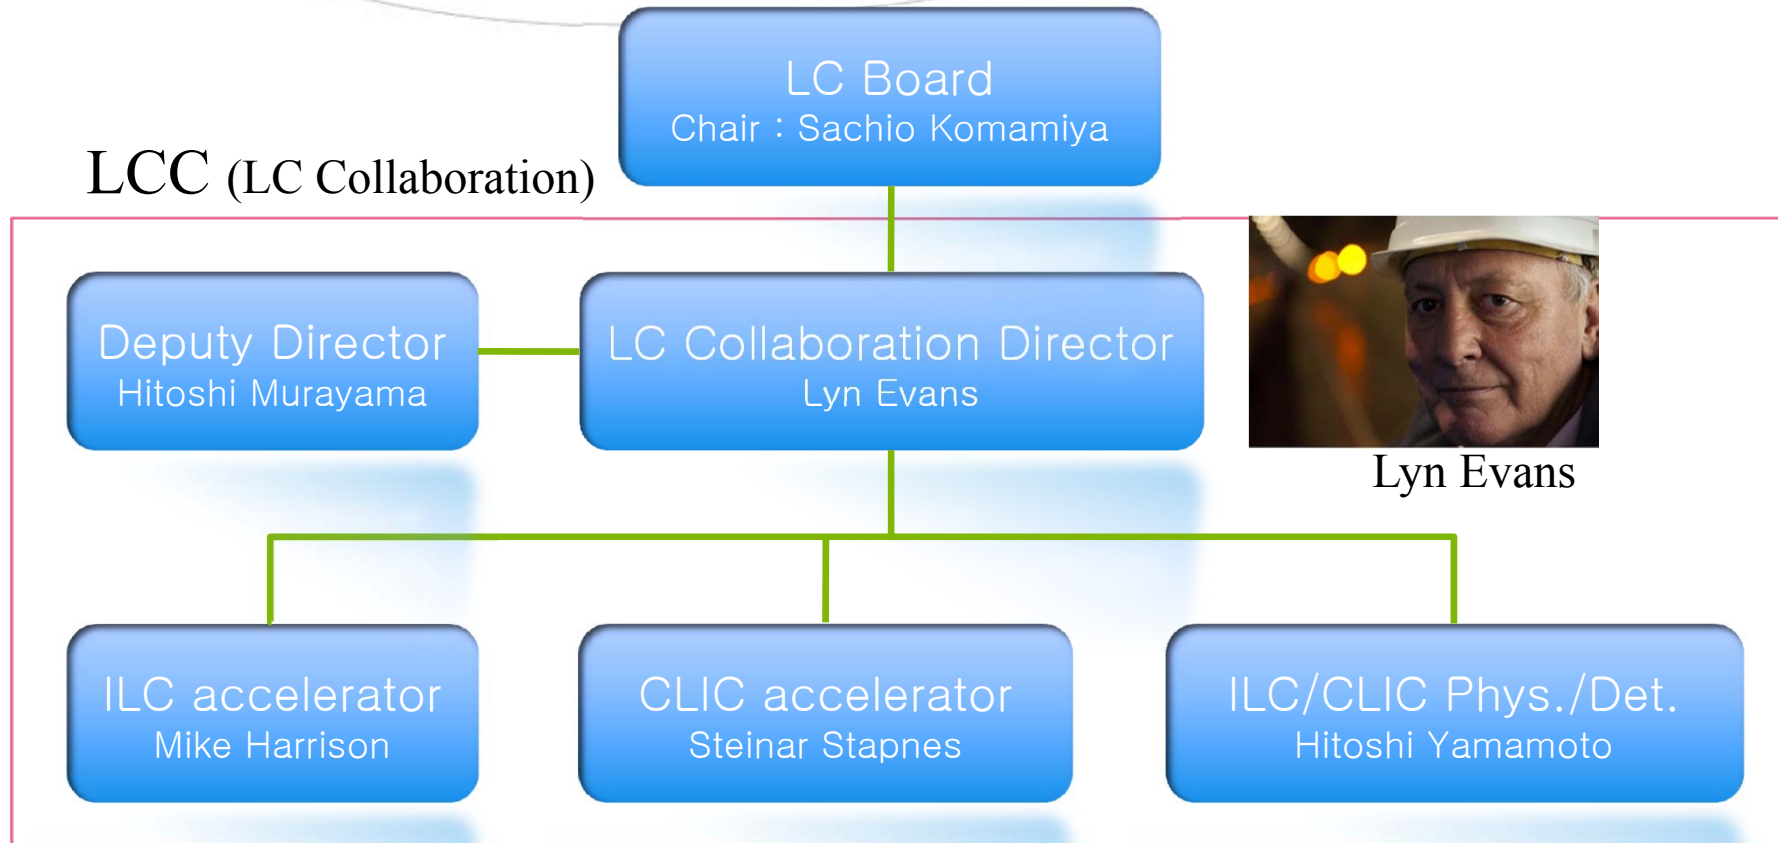 LC Board
Chair : Sachio Komamiya
LCC (LC Collaboration)
Deputy Director
Hitoshi Murayama
LC Collaboration Director
Lyn Evans
Lyn Evans
ILC accelerator
Mike Harrison
CLIC accelerator
Steinar Stapnes
ILC/CLIC Phys./Det.
Hitoshi Yamamoto